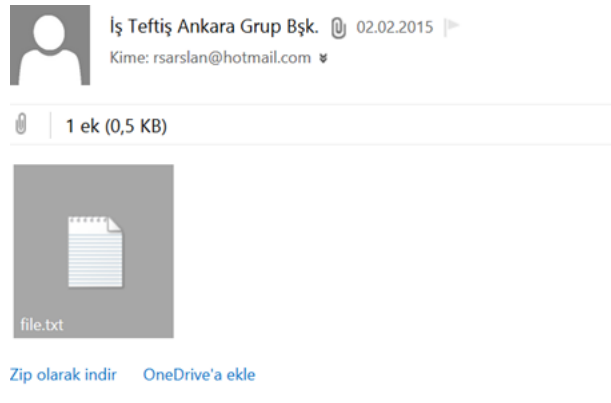 İş Teftiş Ankara Grup Bşk. 02.02.2015
Kime: rsarslan@hotmail.com
1 ek (0,5 KB)
file.txt
Zip olarak indir OneDrive'a ekle